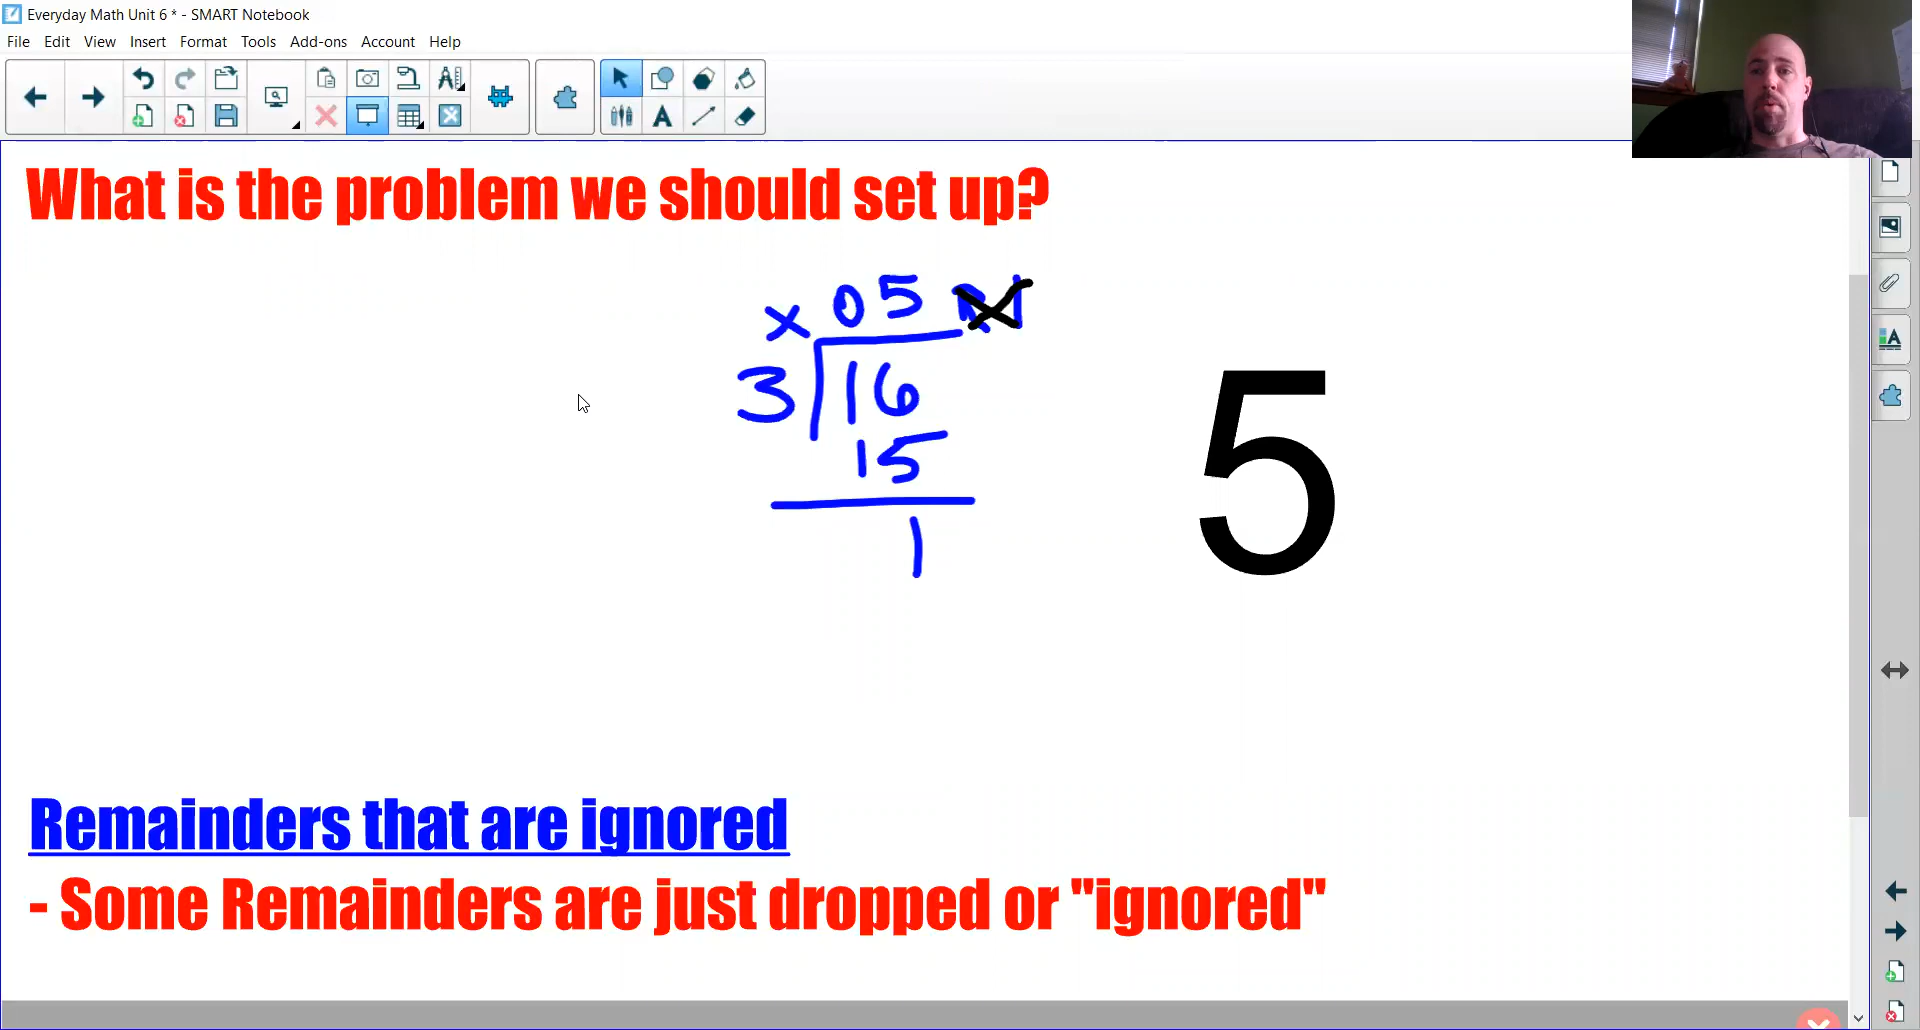 Everyday Math Unit 6 * - SMART Notebook
File Edit View Insert Format Tools Add-ons Account Help
What is the problem we should set up?
x 05
3 16
15
1
5
Remainders that are ignored
- Some Remainders are just dropped or "ignored"